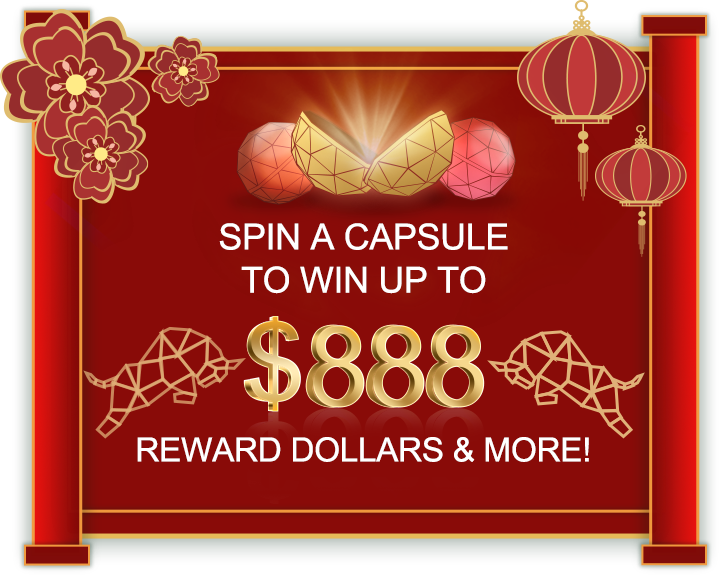 SPIN A CAPSULE
TO WIN UP TO
$888
REWARD DOLLARS & MORE!